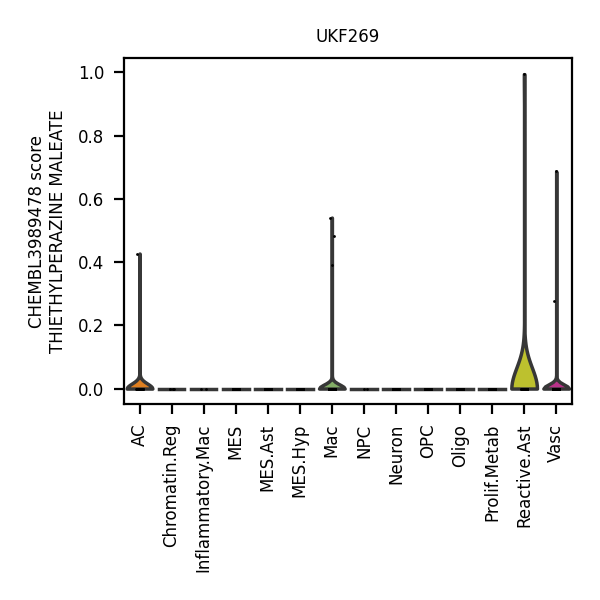 UKF269
CHEMBL3989478 score
THIETHYLPERAZINE MALEATE
1.0
0.8
0.6
0.4
0.2
0.0
AC
Chromatin.Reg
Inflammatory.Mac
MES
MES.Ast
MES.Hyp
Mac
NPC
Neuron
OPC
Oligo
Prolif.Metab
Reactive.Ast
Vasc